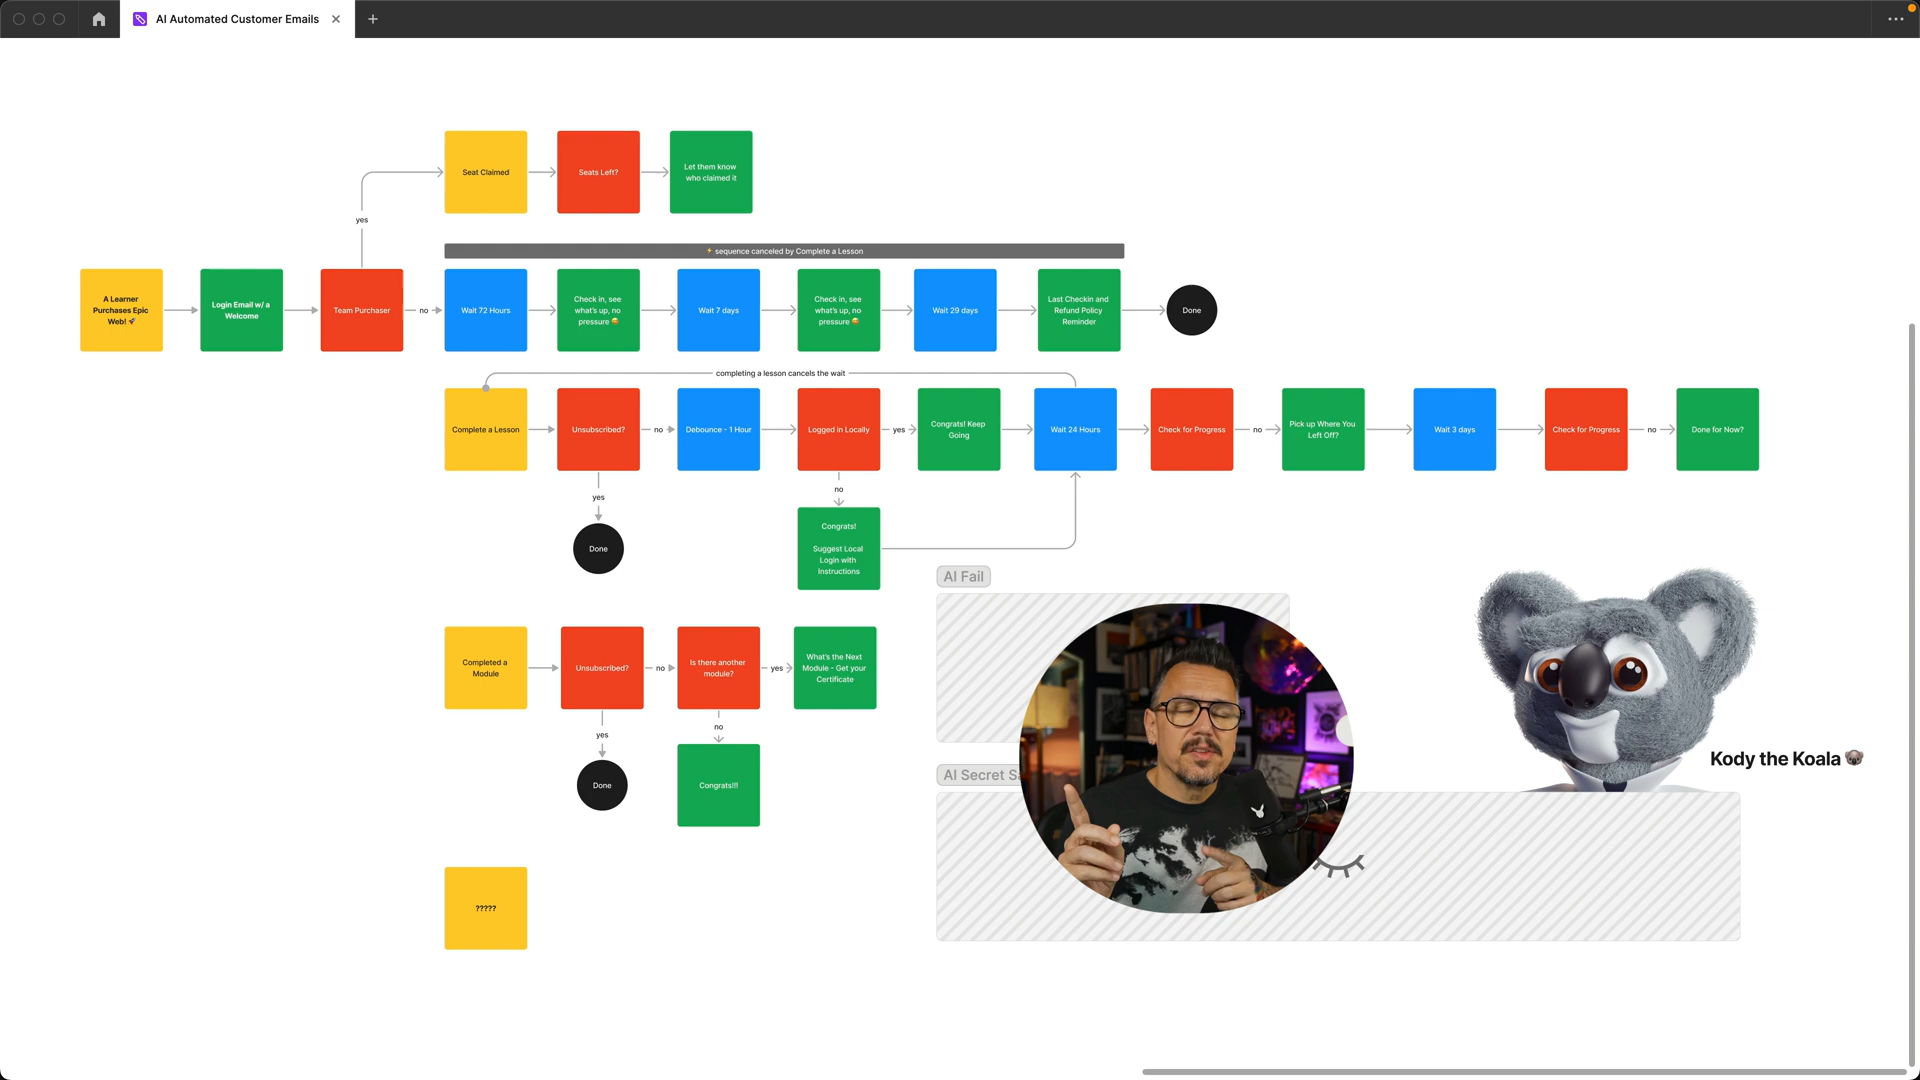 AI Automated Customer Emails
Seat Claimed
Seats Left?
Let them know
who claimed it
yes
⚡ sequence canceled by Complete a Lesson
A Learner
Purchases Epic
Web! 🚀
Login Email w/ a
Welcome
Team Purchaser
no
Wait 72 Hours
Check in, see
what's up, no
pressure 😅
Wait 7 days
Check in, see
what's up, no
pressure 😅
Wait 29 days
Last Checkin and
Refund Policy
Reminder
Done
completing a lesson cancels the wait
Complete a Lesson
Unsubscribed?
no
Debounce - 1 Hour
Logged in Locally
yes
Congrats! Keep
Going
Wait 24 Hours
Check for Progress
no
Pick up Where You
Left Off?
Wait 3 days
Check for Progress
no
Done for Now?
yes
no
Done
Congrats!
Suggest Local
Login with
Instructions
AI Fail
Completed a
Module
Unsubscribed?
no
Is there another
module?
yes
What's the Next
Module - Get your
Certificate
yes
no
Done
Congrats!!!
AI Secret
Kody the Koala 🐨
?????